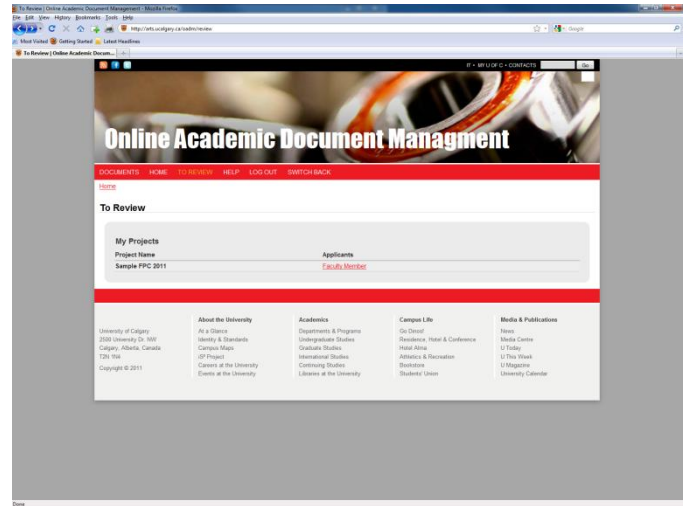 To Review | Online Academic Document Management - Mozilla Firefox
File Edit View History Bookmarks Tools Help
http://arts.ucalgary.ca/oadm/review
Google
Most Visited Getting Started Latest Headlines
To Review | Online Academic Docum...
IT • MY U OF C • CONTACTS Go
Online Academic Document Managment
DOCUMENTS HOME TO REVIEW HELP LOG OUT SWITCH BACK
Home
To Review
My Projects
Project Name Applicants
Sample FPC 2011 Faculty Member
About the University Academics Campus Life Media & Publications
University of Calgary At a Glance Departments & Programs Go Dinos! News
2500 University Dr. NW Identity & Standards Undergraduate Studies Residence, Hotel & Conference Media Centre
Calgary, Alberta, Canada Campus Maps Graduate Studies Hotel Alma U Today
T2N 1N4 iS² Project International Studies Athletics & Recreation U This Week
Careers at the University Continuing Studies Bookstore U Magazine
Copyright © 2011 Events at the University Libraries at the University Students' Union University Calendar
Done